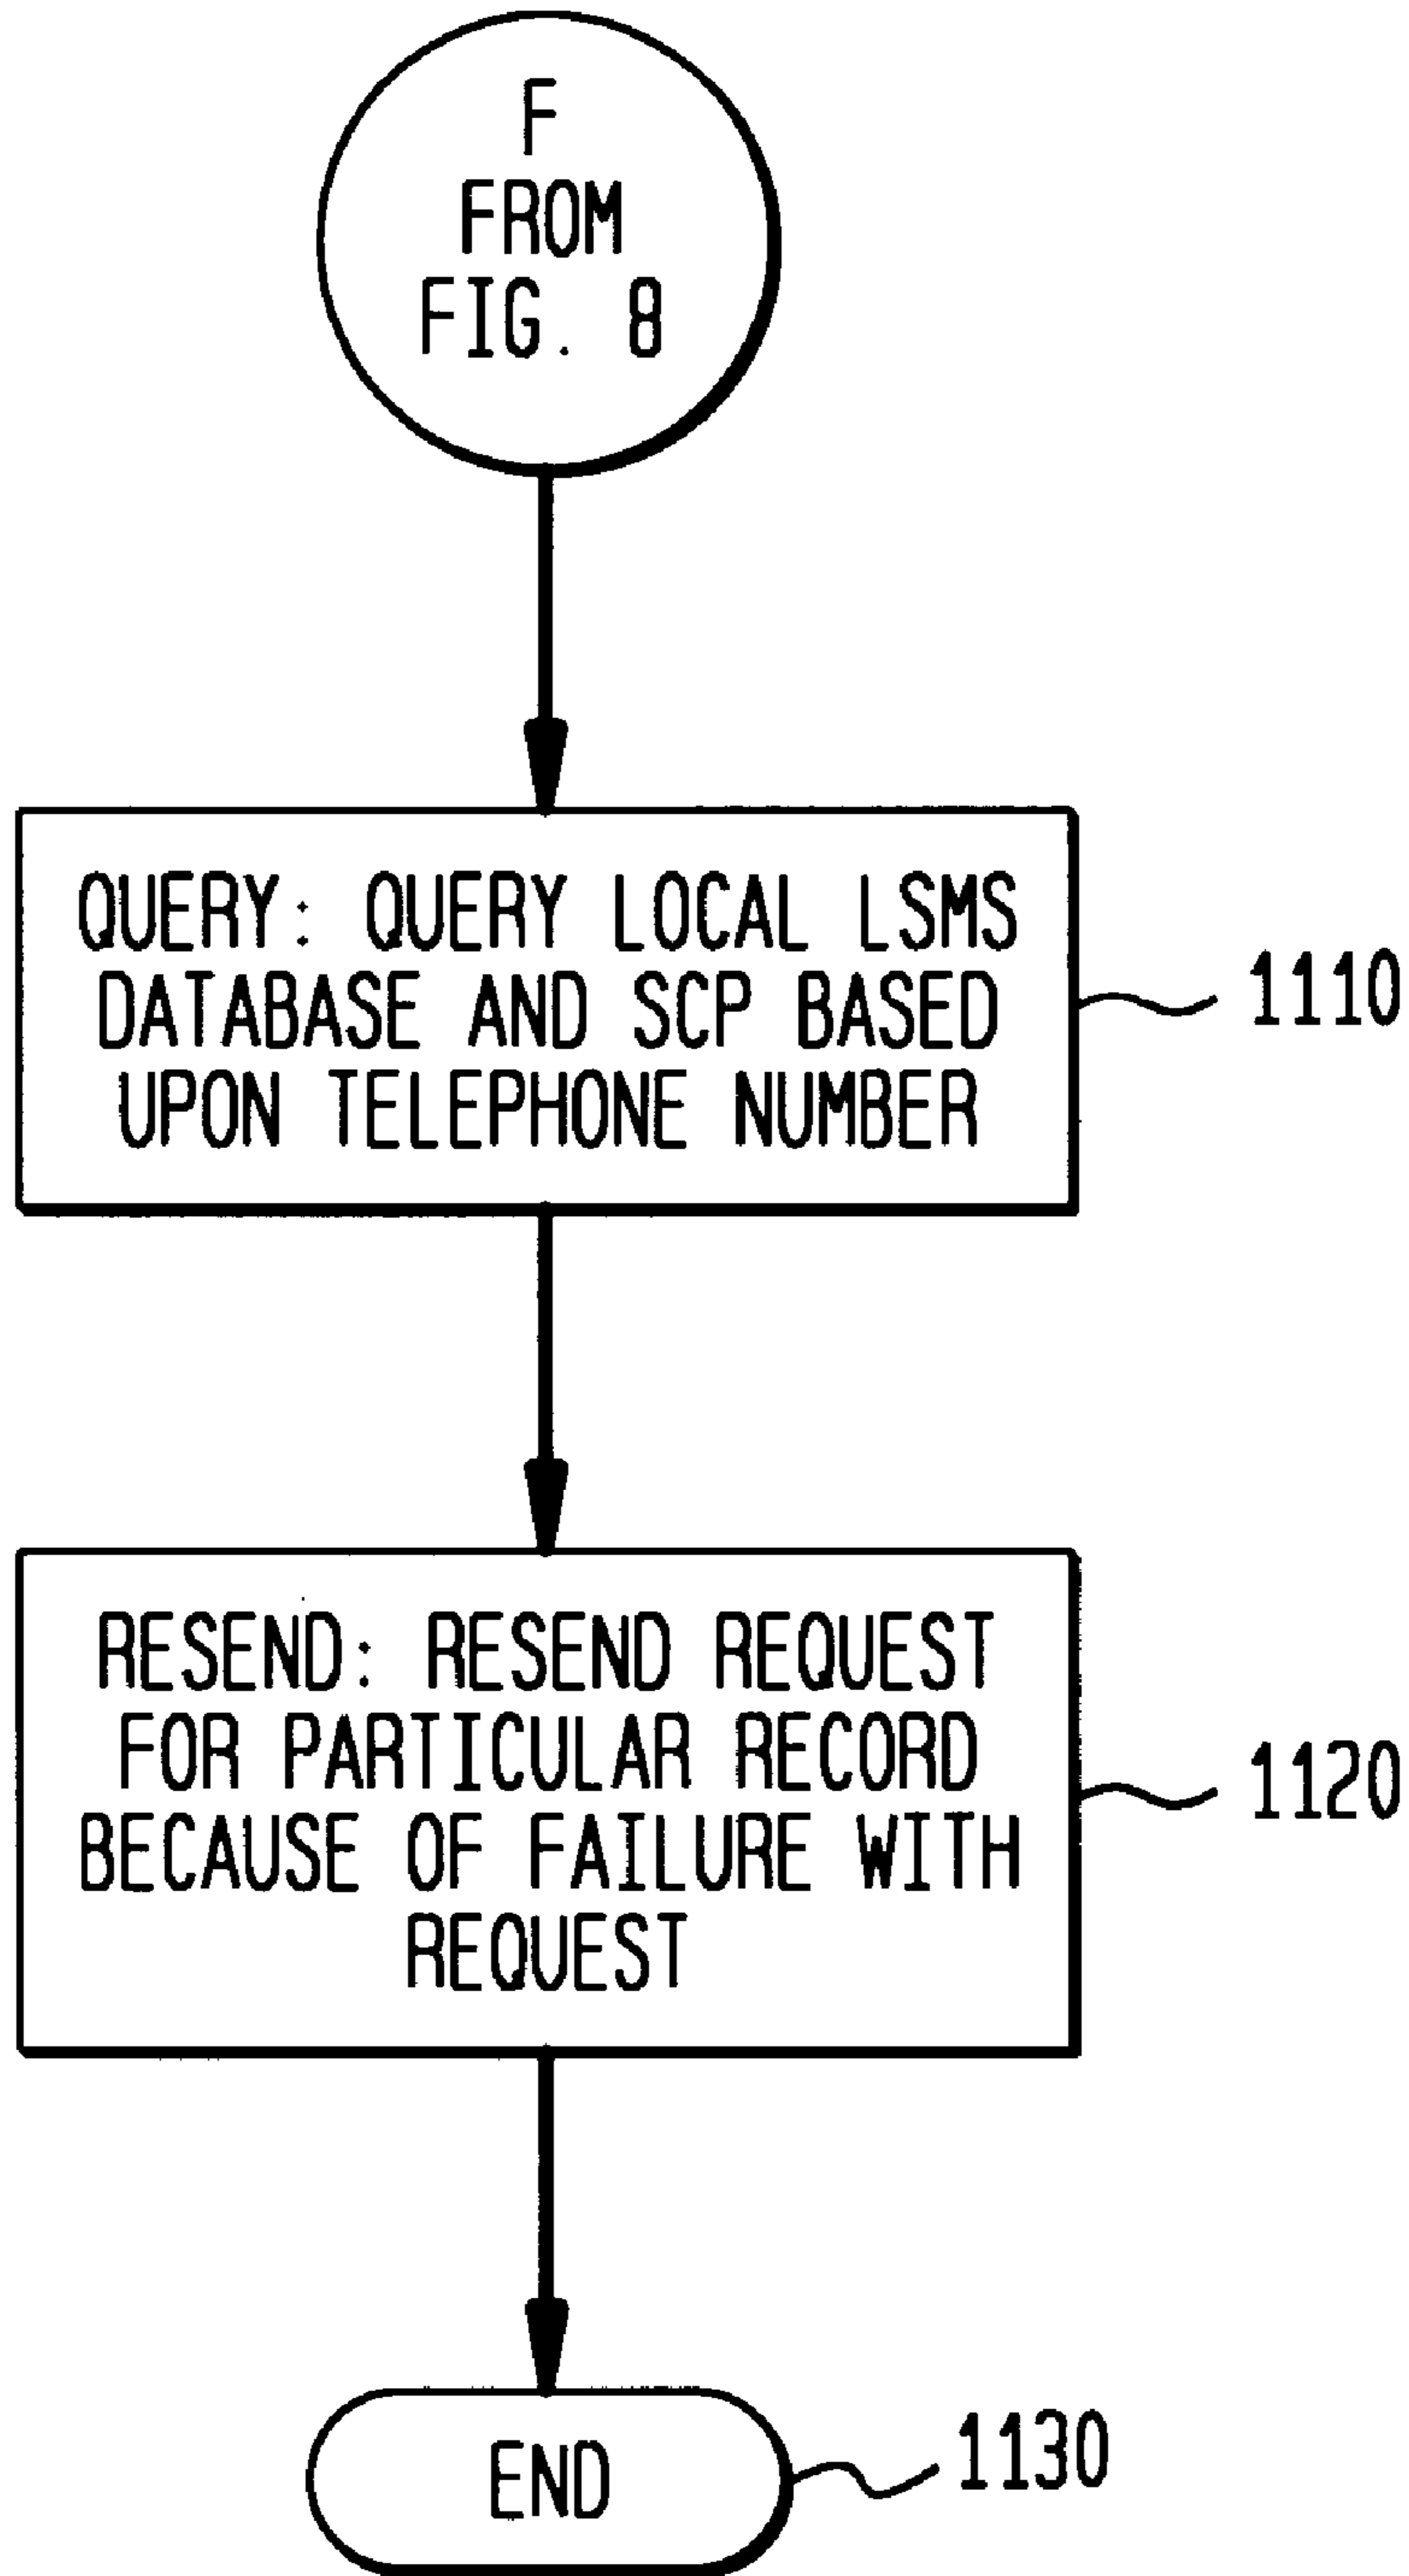 F
FROM
FIG. 8
QUERY: QUERY LOCAL LSMS
DATABASE AND SCP BASED
UPON TELEPHONE NUMBER
1110
RESEND: RESEND REQUEST
FOR PARTICULAR RECORD
BECAUSE OF FAILURE WITH
REQUEST
1120
END
1130